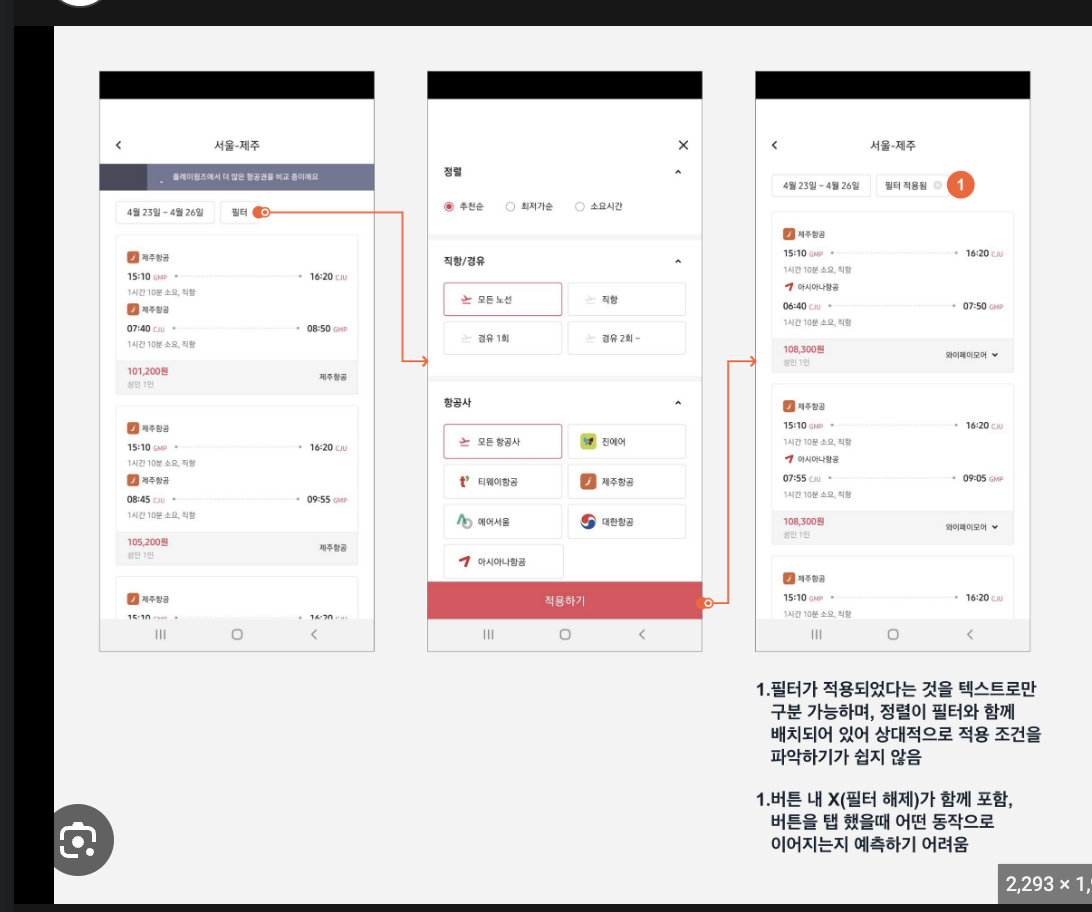 서울-제주
플레이윙즈에서 더 많은 항공권을 비교 중이에요
4월 23일 ~ 4월 26일
필터
제주항공
15:10 GMP
16:20 CJU
1시간 10분 소요, 직항
제주항공
07:40 CJU
08:50 GMP
1시간 10분 소요, 직항
101,200원
성인 1인
제주항공
제주항공
15:10 GMP
16:20 CJU
1시간 10분 소요, 직항
제주항공
08:45 CJU
09:55 GMP
1시간 10분 소요, 직항
105,200원
성인 1인
제주항공
제주항공
15:10 GMP
16:20 CJU
정렬
추천순
최저가순
소요시간
직항/경유
모든 노선
직항
경유 1회
경유 2회 ~
항공사
모든 항공사
진에어
티웨이항공
제주항공
에어서울
대한항공
아시아나항공
적용하기
서울-제주
4월 23일 ~ 4월 26일
필터 적용됨
1
제주항공
15:10 GMP
16:20 CJU
1시간 10분 소요, 직항
아시아나항공
06:40 CJU
07:50 GMP
1시간 10분 소요, 직항
108,300원
성인 1인
와이페이모어
제주항공
15:10 GMP
16:20 CJU
1시간 10분 소요, 직항
아시아나항공
07:55 CJU
09:05 GMP
1시간 10분 소요, 직항
108,300원
성인 1인
와이페이모어
제주항공
15:10 GMP
16:20 CJU
1시간 10분 소요, 직항
1.필터가 적용되었다는 것을 텍스트로만
구분 가능하며, 정렬이 필터와 함께
배치되어 있어 상대적으로 적용 조건을
파악하기가 쉽지 않음
1.버튼 내 X(필터 해제)가 함께 포함,
버튼을 탭 했을때 어떤 동작으로
이어지는지 예측하기 어려움
2,293 × 1,